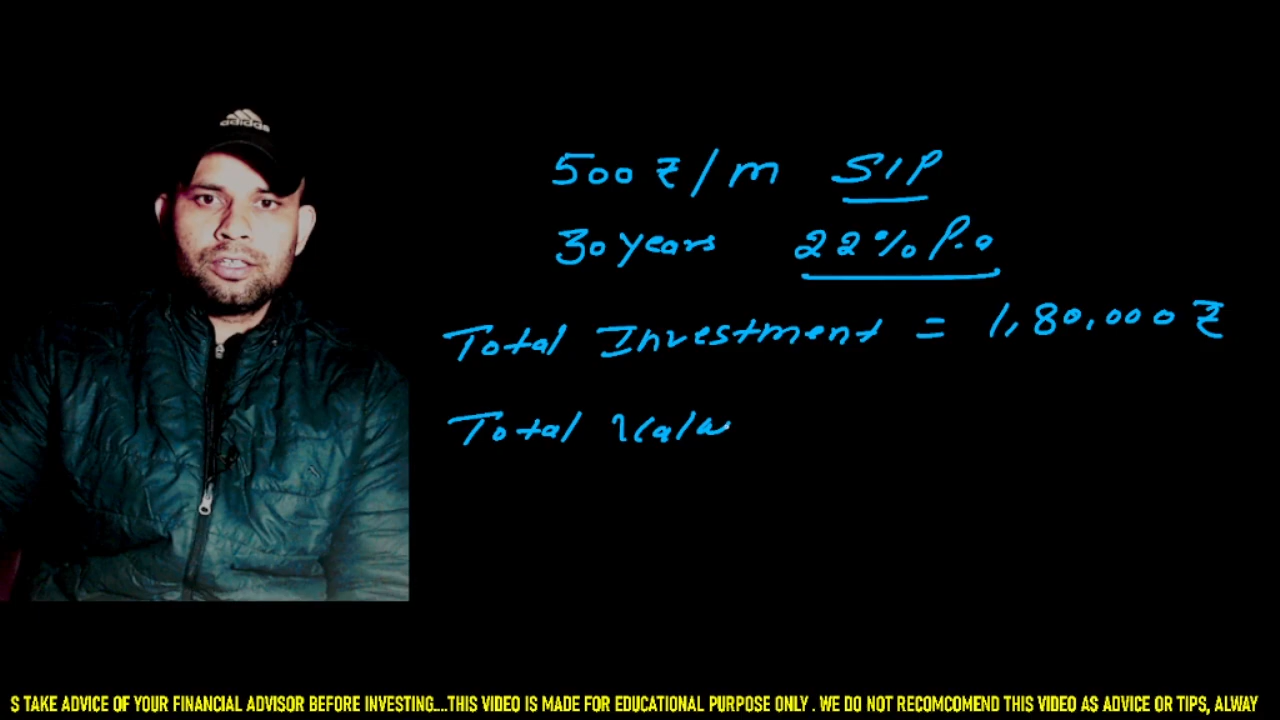 adidas
500 ₹/m SIP
30 years 22% P.a
Total Investment = 1,80,000 ₹
Total Valu
S TAKE ADVICE OF YOUR FINANCIAL ADVISOR BEFORE INVESTING....THIS VIDEO IS MADE FOR EDUCATIONAL PURPOSE ONLY . WE DO NOT RECOMCOMEND THIS VIDEO AS ADVICE OR TIPS, ALWAY